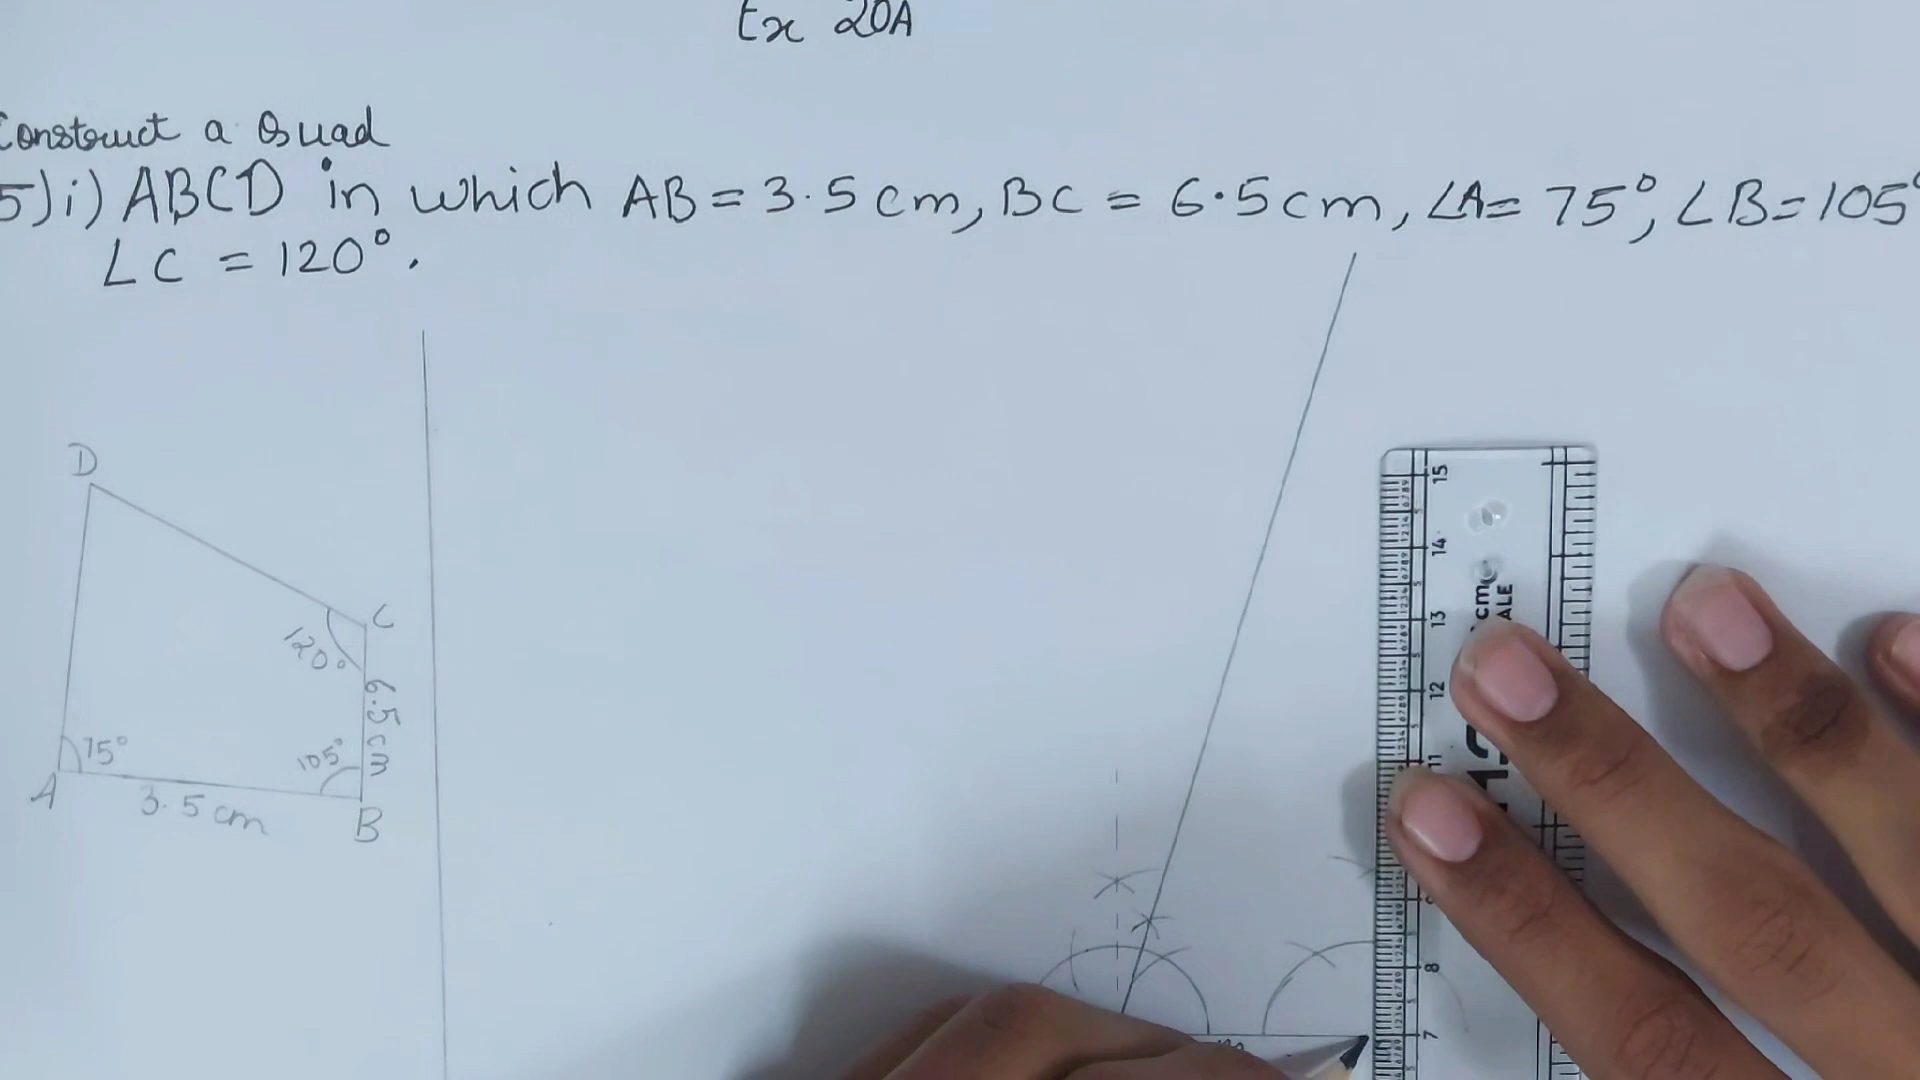 Ex 20A
Construct a Quad
5)i) ABCD in which AB = 3.5 cm, BC = 6.5 cm, ∠A = 75°, ∠B = 105°
∠C = 120°.
D
C
120°
6.5 cm
75°
105°
A
3.5 cm
B
15
14
13
12
11
8
7
cm
ALE